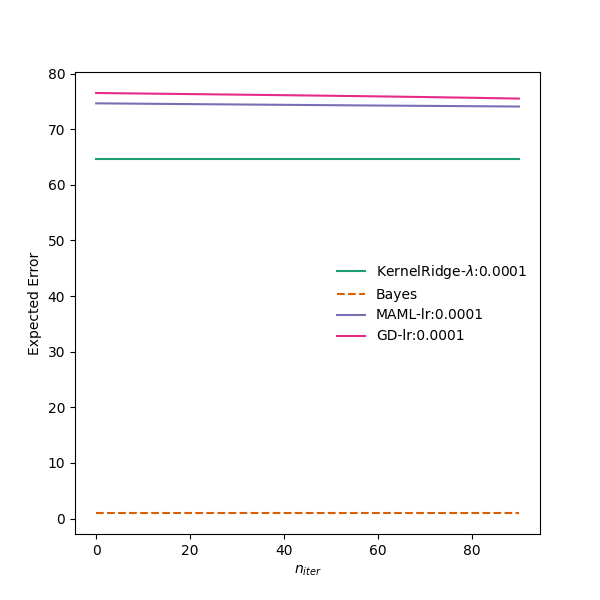 80
70
60
50
40
30
20
10
0
Expected Error
KernelRidge-λ:0.0001
Bayes
MAML-lr:0.0001
GD-lr:0.0001
0 20 40 60 80
n_iter